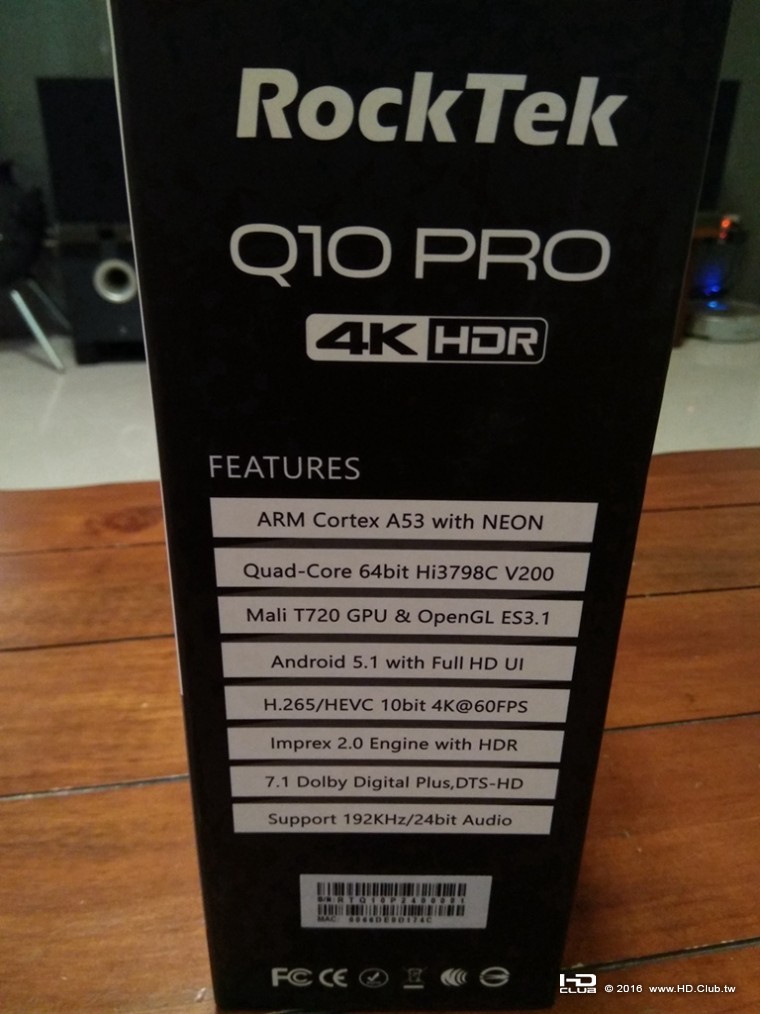 RockTek
Q10 PRO
4K HDR
FEATURES
ARM Cortex A53 with NEON
Quad-Core 64bit Hi3798C V200
Mali T720 GPU & OpenGL ES3.1
Android 5.1 with Full HD UI
H.265/HEVC 10bit 4K@60FPS
Imprex 2.0 Engine with HDR
7.1 Dolby Digital Plus,DTS-HD
Support 192KHz/24bit Audio
MAC:
FC CE
HD CLUB © 2016 www.HD.Club.tw